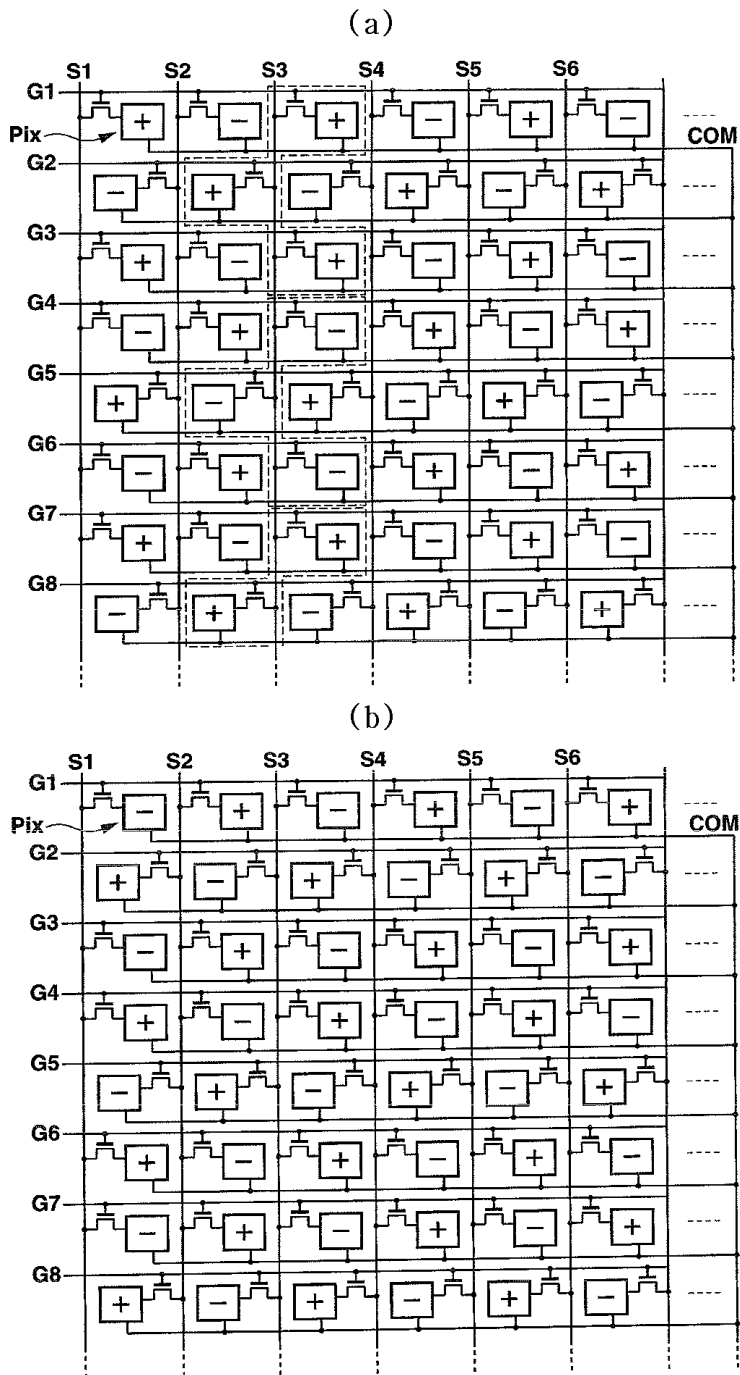 (a)
S1 S2 S3 S4 S5 S6
G1 + − + − + −
Pix COM
G2 − + − + − +
G3 + − + − + −
G4 − + − + − +
G5 + − + − + −
G6 − + − + − +
G7 + − + − + −
G8 − + − + − +
(b)
S1 S2 S3 S4 S5 S6
G1 − + − + − +
Pix COM
G2 + − + − + −
G3 − + − + − +
G4 + − + − + −
G5 − + − + − +
G6 + − + − + −
G7 − + − + − +
G8 + − + − + −